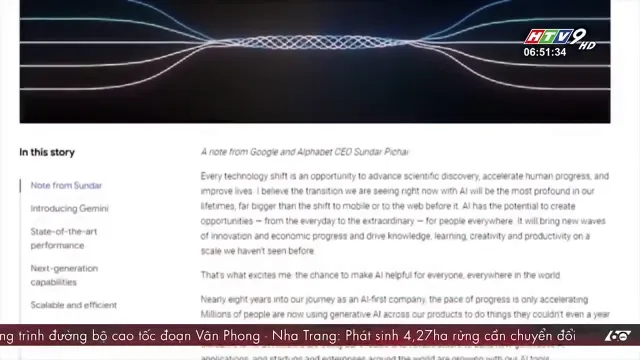 HTV9 HD
06:51:34
In this story
Note from Sundar
Introducing Gemini
State-of-the-art
performance
Next-generation
capabilities
Scalable and efficient
A note from Google and Alphabet CEO Sundar Pichai
Every technology shift is an opportunity to advance scientific discovery, accelerate human progress, and
improve lives. I believe the transition we are seeing right now with AI will be the most profound in our
lifetimes, far bigger than the shift to mobile or to the web before it. AI has the potential to create
opportunities — from the everyday to the extraordinary — for people everywhere. It will bring new waves
of innovation and economic progress and drive knowledge, learning, creativity and productivity on a
scale we haven't seen before.
That's what excites me: the chance to make AI helpful for everyone, everywhere in the world.
Nearly eight years into our journey as an AI-first company, the pace of progress is only accelerating
Millions of people are now using generative AI across our products to do things they couldn't even a year
ng trình đường bộ cao tốc đoạn Vân Phong - Nha Trang: Phát sinh 4,27ha rừng cần chuyển đổi